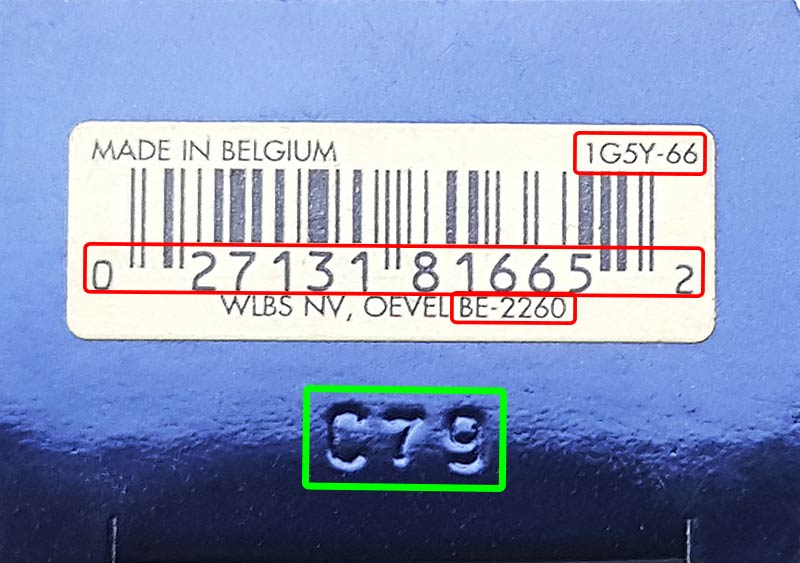 MADE IN BELGIUM 1G5Y-66
0 27131 81665 2
WLBS NV, OEVEL BE-2260
C79